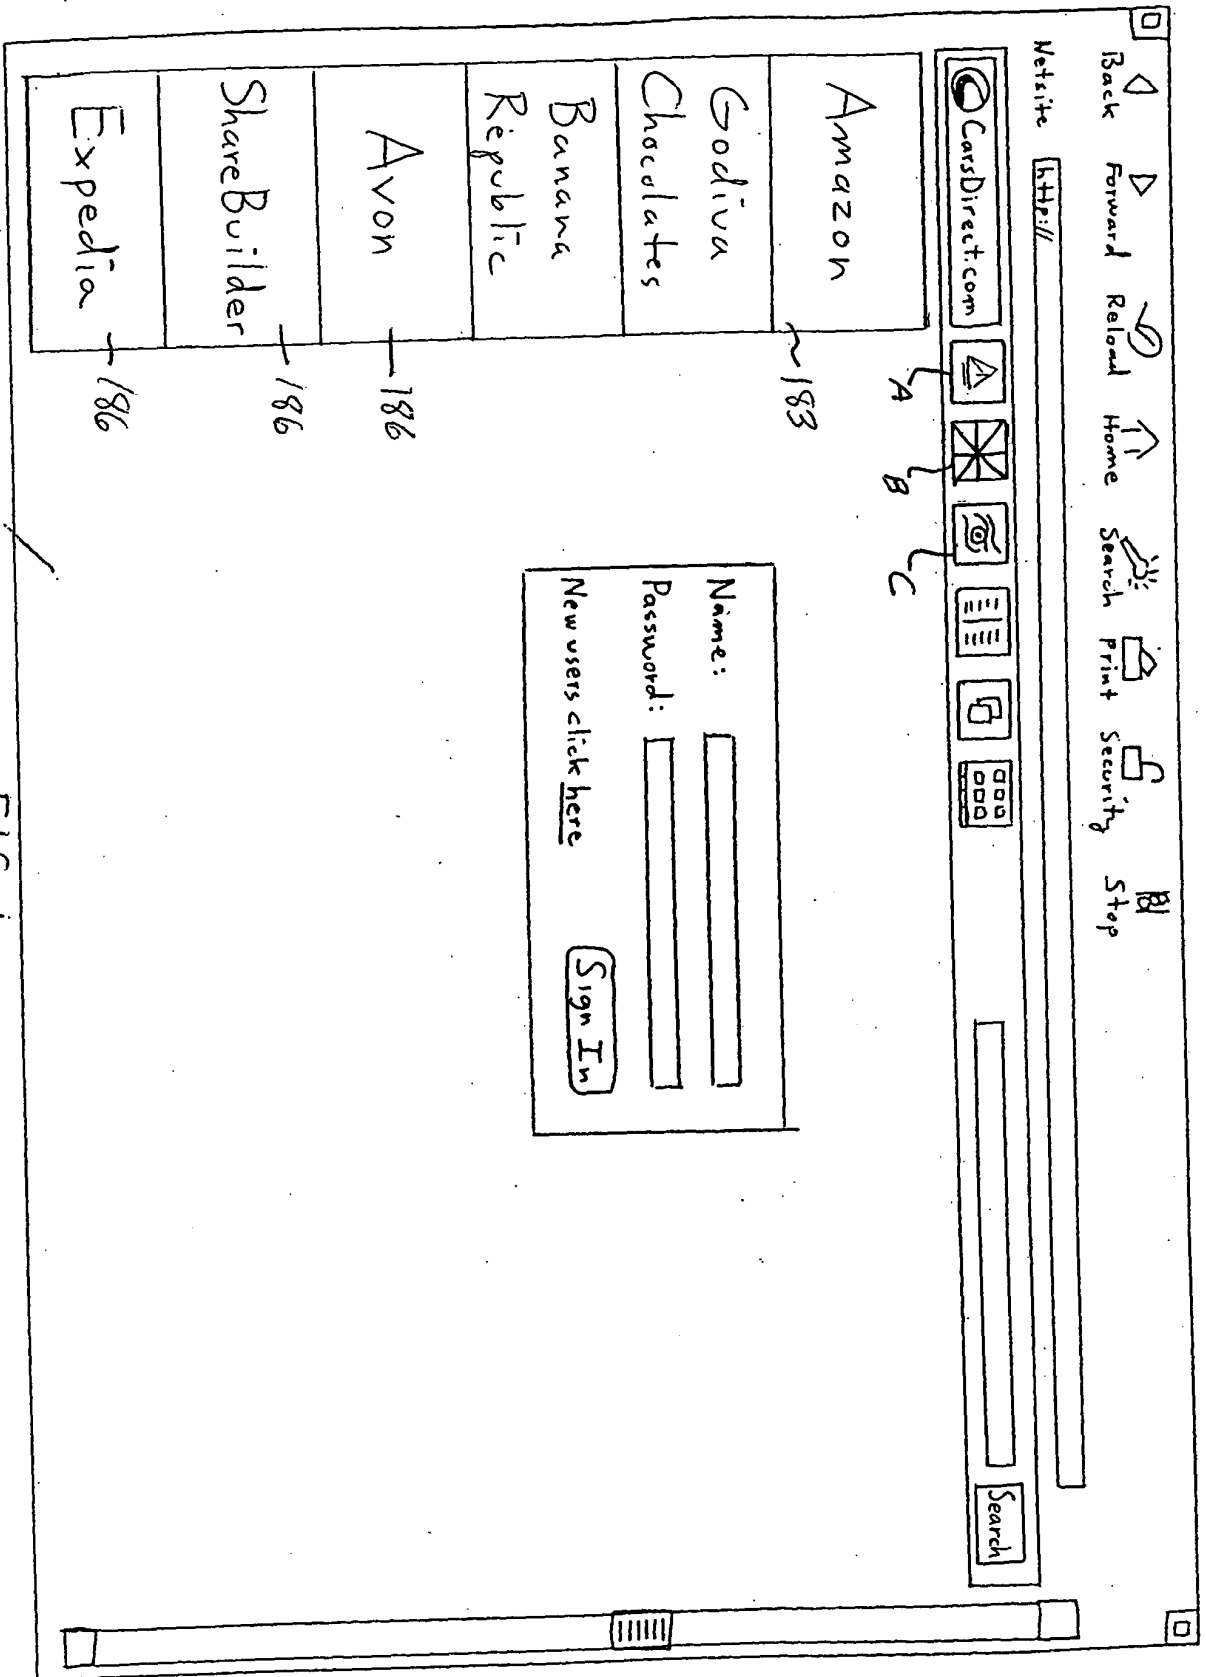 Back Forward Reload Home Search Print Security Stop
Netsite http://
CarsDirect.com Search
A B C
Amazon
183
Godiva
Chocolates
Banana
Republic
Avon
186
ShareBuilder
186
Expedia
186
Name:
Password:
New users click here Sign In